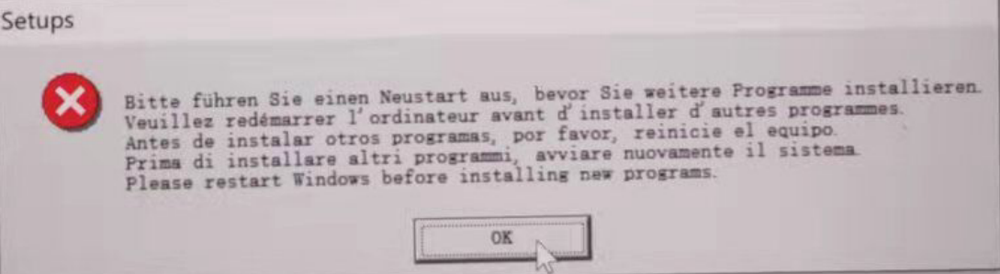 Setups
Bitte führen Sie einen Neustart aus, bevor Sie weitere Programme installieren.
Veuillez redémarrer l'ordinateur avant d'installer d'autres programmes.
Antes de instalar otros programas, por favor, reinicie el equipo.
Prima di installare altri programmi, avviare nuovamente il sistema.
Please restart Windows before installing new programs.
OK